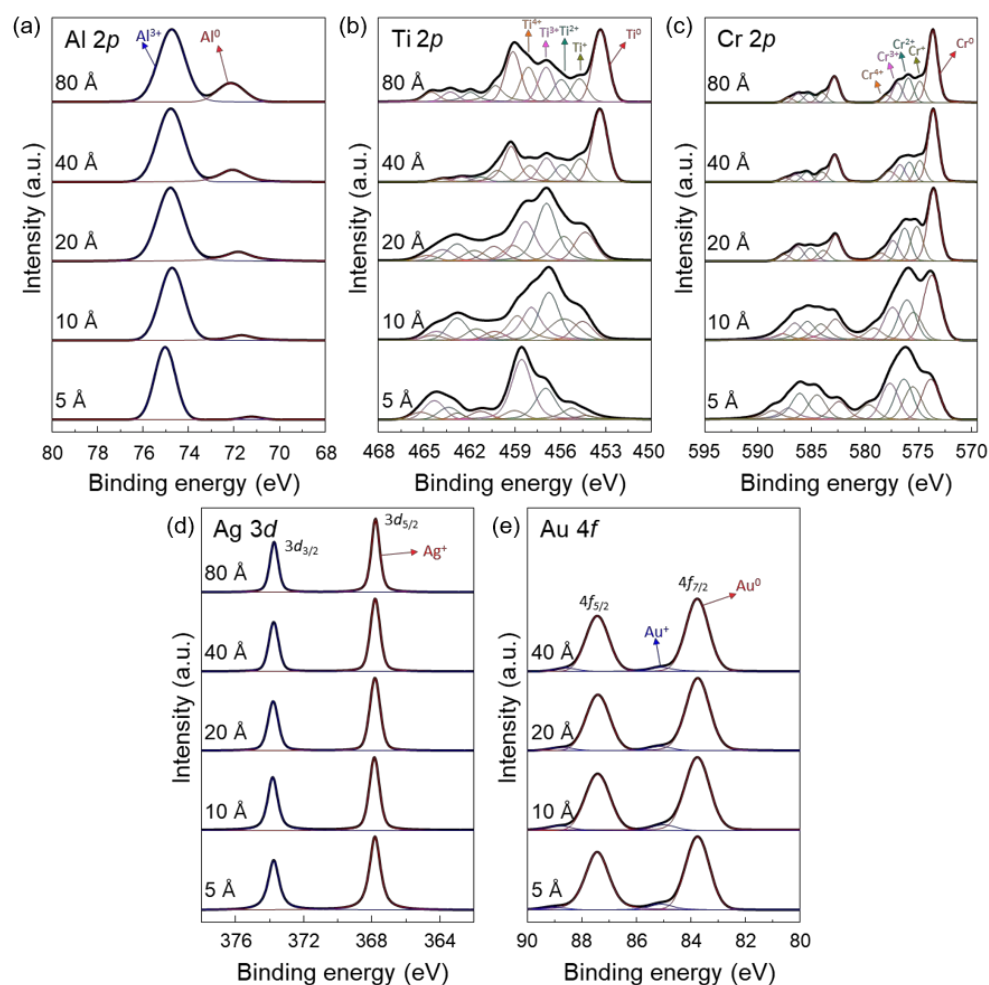 (a)
Al 2p
Al³⁺
Al⁰
80 Å
40 Å
20 Å
10 Å
5 Å
Intensity (a.u.)
80 78 76 74 72 70 68
Binding energy (eV)
(b)
Ti 2p
Ti⁴⁺
Ti³⁺
Ti²⁺
Ti⁺
Ti⁰
80 Å
40 Å
20 Å
10 Å
5 Å
Intensity (a.u.)
468 465 462 459 456 453 450
Binding energy (eV)
(c)
Cr 2p
Cr⁴⁺
Cr³⁺
Cr²⁺
Cr⁺
Cr⁰
80 Å
40 Å
20 Å
10 Å
5 Å
Intensity (a.u.)
595 590 585 580 575 570
Binding energy (eV)
(d)
Ag 3d
3d3/2
3d5/2
Ag⁺
80 Å
40 Å
20 Å
10 Å
5 Å
Intensity (a.u.)
376 372 368 364
Binding energy (eV)
(e)
Au 4f
4f5/2
4f7/2
Au⁺
Au⁰
40 Å
20 Å
10 Å
5 Å
Intensity (a.u.)
90 88 86 84 82 80
Binding energy (eV)